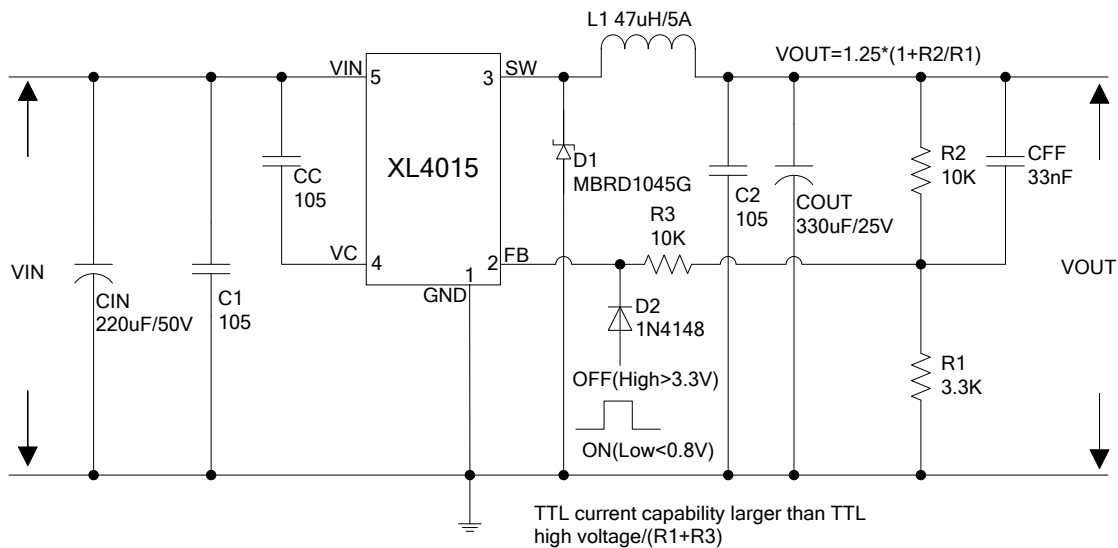 L1 47uH/5A
VOUT=1.25*(1+R2/R1)
VIN
5
3
SW
XL4015
CC
105
D1
MBRD1045G
R2
10K
CFF
33nF
C2
105
COUT
330uF/25V
R3
10K
VC
4
2
FB
1
GND
VIN
VOUT
CIN
220uF/50V
C1
105
D2
1N4148
R1
3.3K
OFF(High>3.3V)
ON(Low<0.8V)
TTL current capability larger than TTL
high voltage/(R1+R3)